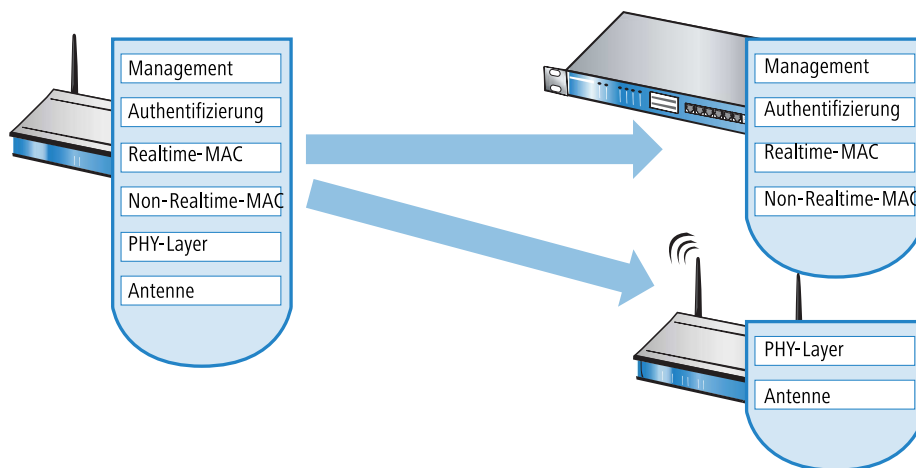 Management
Authentifizierung
Realtime-MAC
Non-Realtime-MAC
PHY-Layer
Antenne
Management
Authentifizierung
Realtime-MAC
Non-Realtime-MAC
PHY-Layer
Antenne